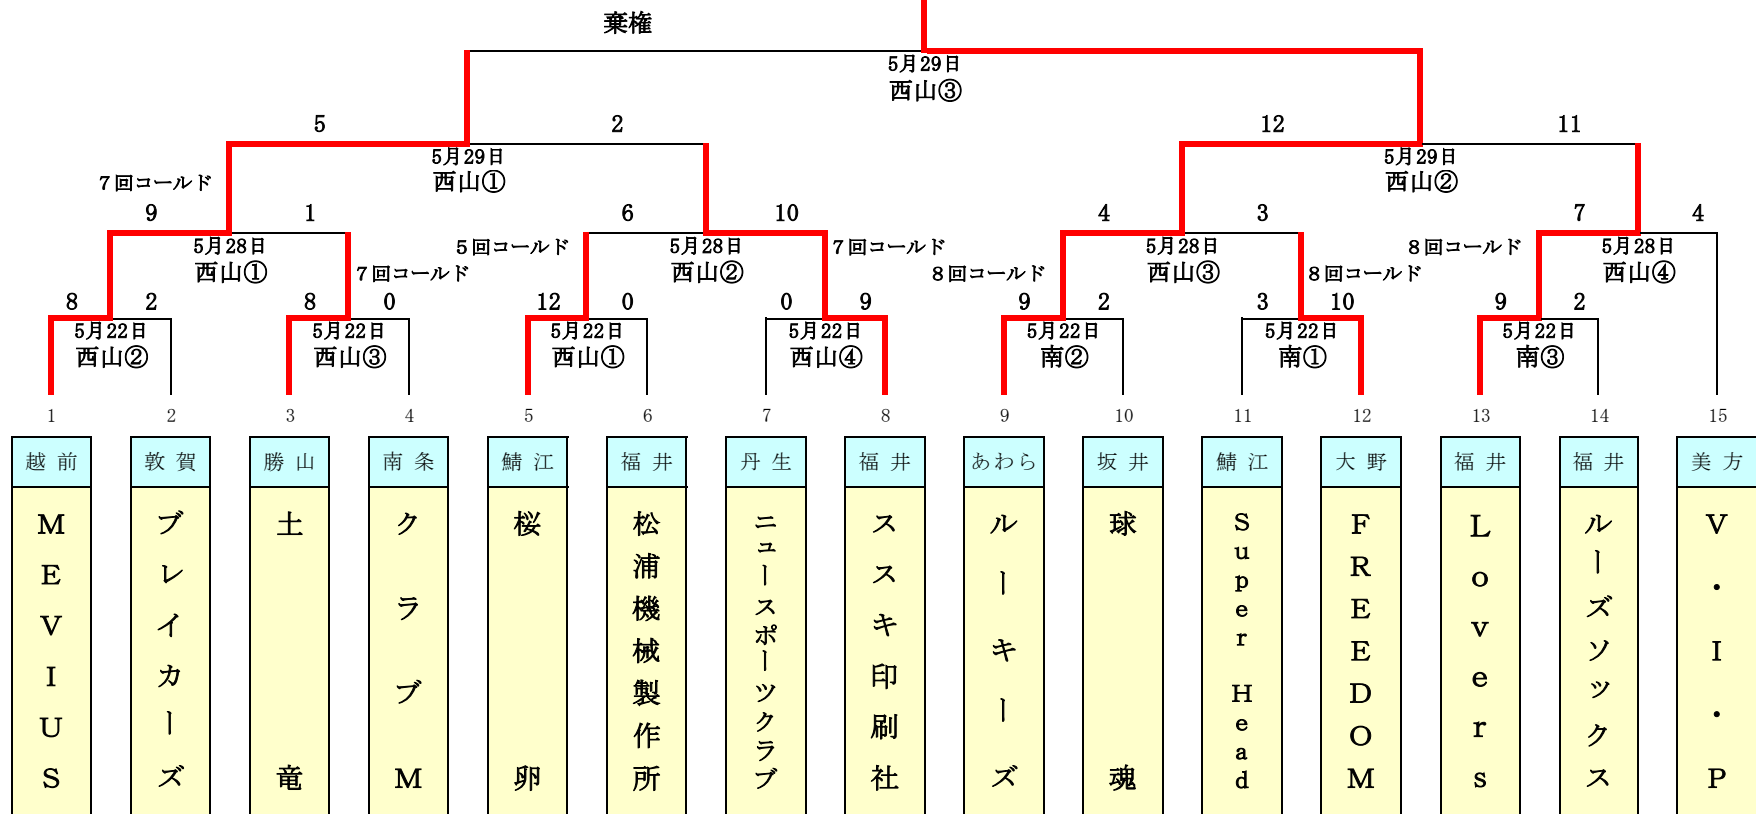 棄権
5月29日
西山③
5 2 12 11
5月29日 5月29日
西山① 西山②
7回コールド
9 1 6 10 4 3 7 4
5月28日 5回コールド 5月28日 7回コールド 5月28日 8回コールド 5月28日
西山① 西山② 西山③ 西山④
7回コールド 8回コールド 8回コールド
8 2 8 0 12 0 0 9 9 2 3 10 9 2
5月22日 5月22日 5月22日 5月22日 5月22日 5月22日 5月22日
西山② 西山③ 西山① 西山④ 南② 南① 南③
1 2 3 4 5 6 7 8 9 10 11 12 13 14 15
越前 敦賀 勝山 南条 鯖江 福井 丹生 福井 あわら 坂井 鯖江 大野 福井 福井 美方
MEVIUS
ブレイカーズ
土竜
クラブM
桜卵
松浦機械製作所
ニュースポーツクラブ
ススキ印刷社
ルーキーズ
球魂
Super Head
FREEDOM
Lovers
ルーズソックス
V・I・P